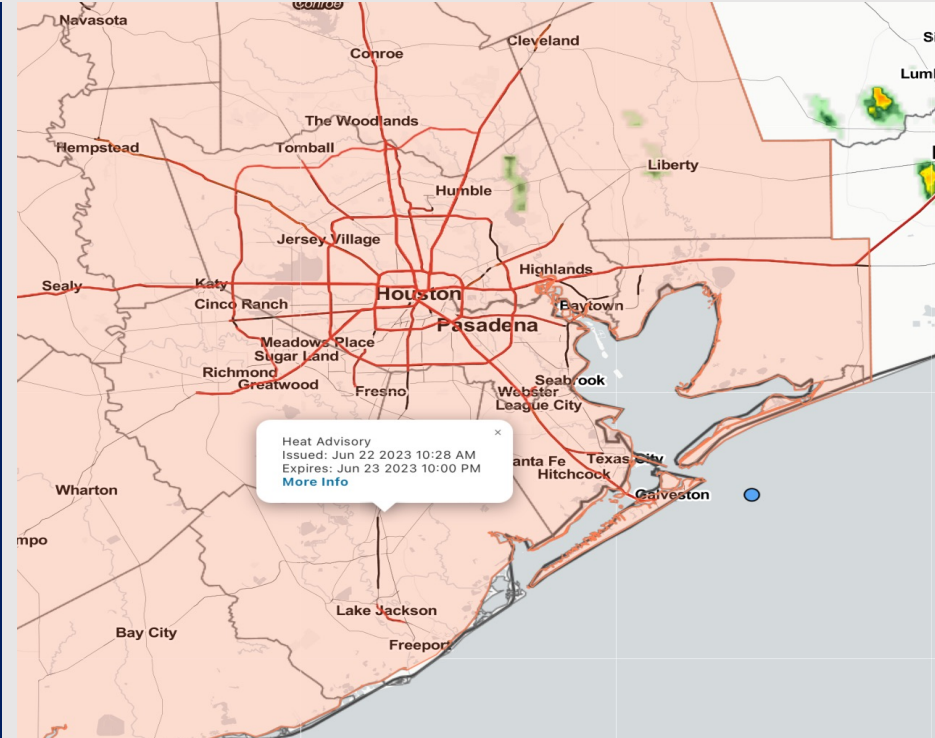 Conroe
Navasota
Conroe
Cleveland
The Woodlands
Hempstead
Tomball
Liberty
Humble
Jersey Village
Highlands
Sealy
Katy
Houston
Cinco Ranch
Baytown
Pasadena
Meadows Place
Sugar Land
Richmond
Greatwood
Seabrook
Fresno
Webster
League City
Heat Advisory
×
Issued: Jun 22 2023 10:28 AM
Expires: Jun 23 2023 10:00 PM
More Info
anta Fe
Texas City
Hitchcock
Wharton
Galveston
mpo
Lake Jackson
Bay City
Freeport